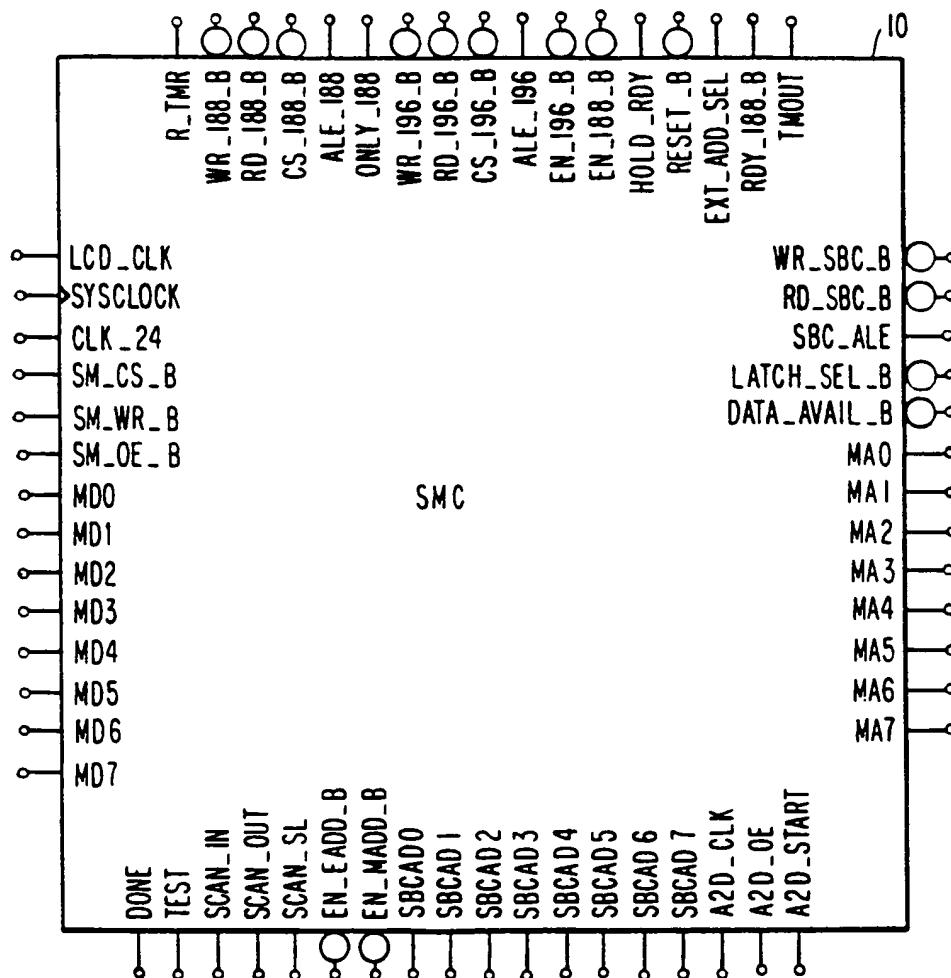 10
R_TMR
WR_188_B
RD_188_B
CS_188_B
ALE_188
ONLY_188
WR_196_B
RD_196_B
CS_196_B
ALE_196
EN_196_B
EN_188_B
HOLD_RDY
RESET_B
EXT_ADD_SEL
RDY_188_B
TMOUT
LCD_CLK
SYSCLOCK
CLK_24
SM_CS_B
SM_WR_B
SM_OE_B
MD0
MD1
MD2
MD3
MD4
MD5
MD6
MD7
SMC
WR_SBC_B
RD_SBC_B
SBC_ALE
LATCH_SEL_B
DATA_AVAIL_B
MA0
MA1
MA2
MA3
MA4
MA5
MA6
MA7
DONE
TEST
SCAN_IN
SCAN_OUT
SCAN_SL
EN_EADD_B
EN_MADD_B
SBCAD0
SBCAD1
SBCAD2
SBCAD3
SBCAD4
SBCAD5
SBCAD6
SBCAD7
A2D_CLK
A2D_OE
A2D_START